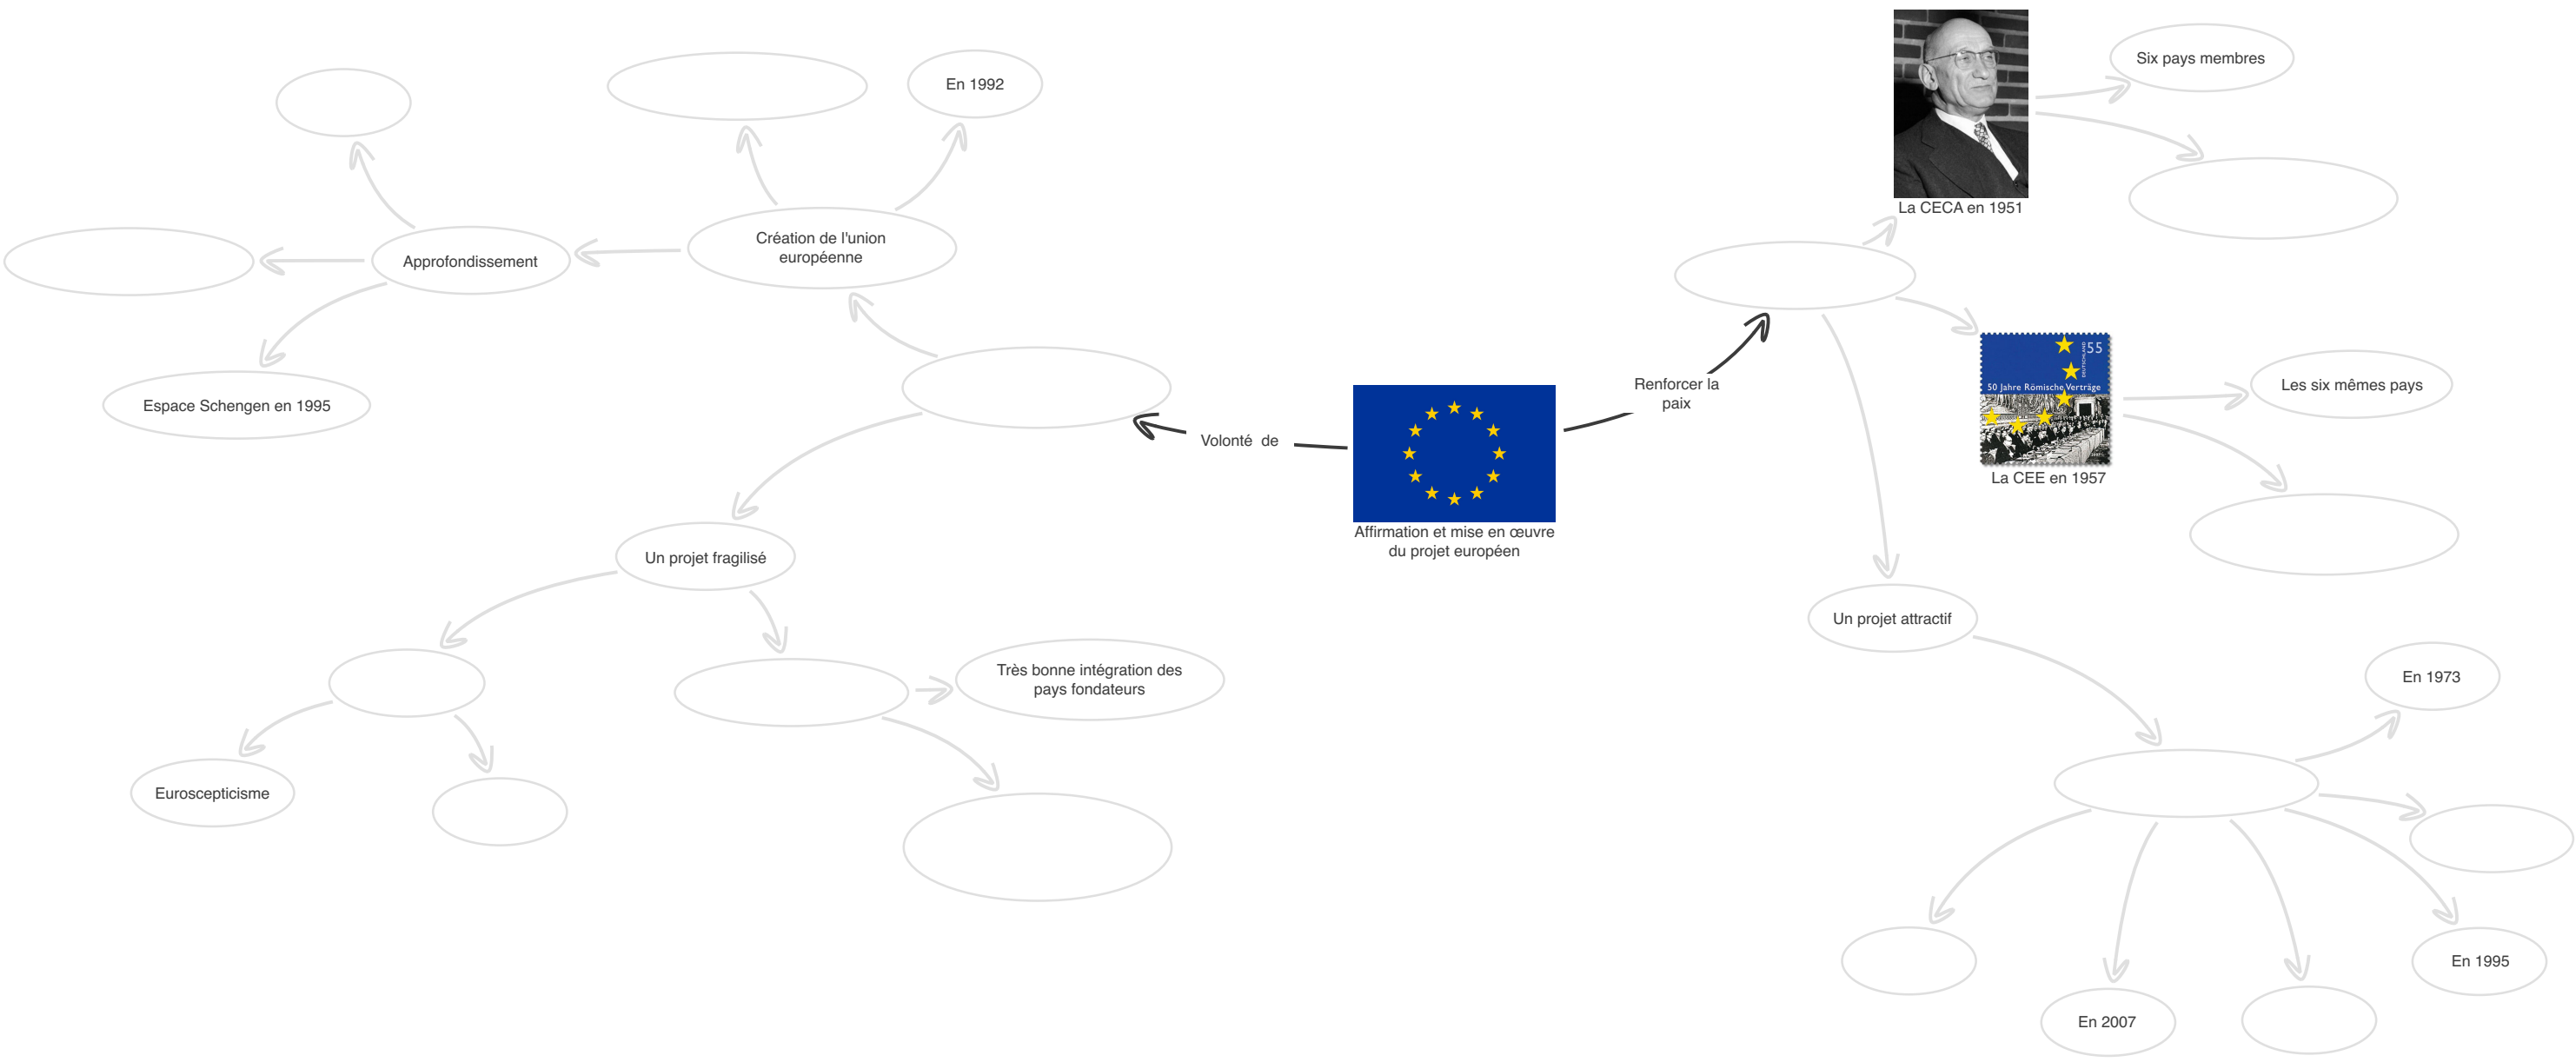 En 1992
Création de l'union
européenne
Approfondissement
Espace Schengen en 1995
Volonté de
Un projet fragilisé
Très bonne intégration des
pays fondateurs
Euroscepticisme
Affirmation et mise en œuvre
du projet européen
Renforcer la
paix
La CECA en 1951
Six pays membres
55
DEUTSCHLAND
50 Jahre Römische Verträge
La CEE en 1957
Les six mêmes pays
Un projet attractif
En 1973
En 1995
En 2007